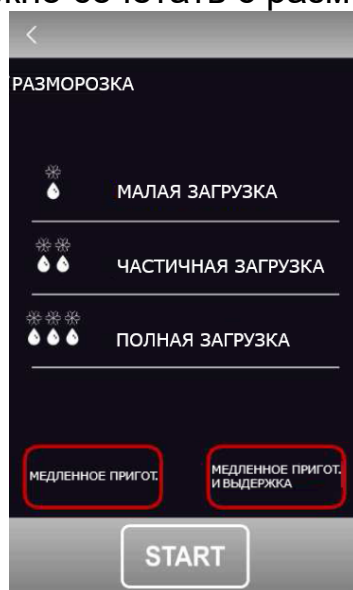 РАЗМОРОЗКА
МАЛАЯ ЗАГРУЗКА
ЧАСТИЧНАЯ ЗАГРУЗКА
ПОЛНАЯ ЗАГРУЗКА
МЕДЛЕННОЕ ПРИГОТ.
МЕДЛЕННОЕ ПРИГОТ.
И ВЫДЕРЖКА
START